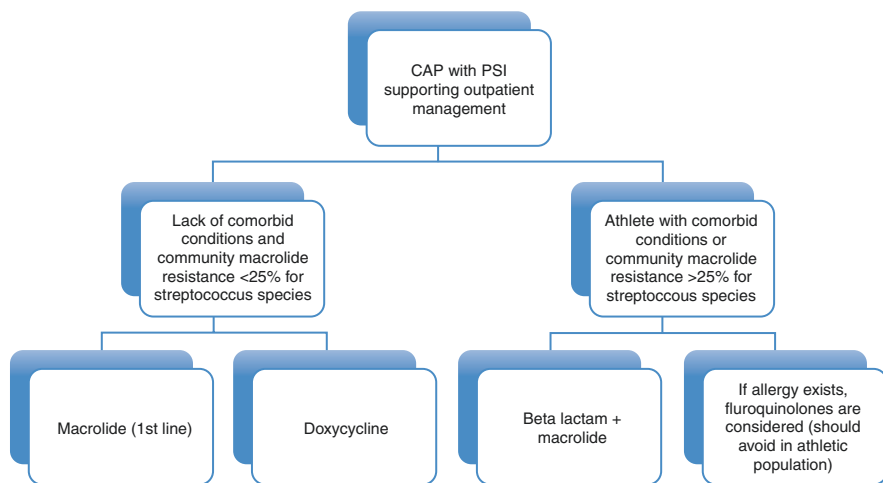 CAP with PSI
supporting outpatient
management
Lack of comorbid
conditions and
community macrolide
resistance <25% for
streptococcus species
Athlete with comorbid
conditions or
community macrolide
resistance >25% for
streptoccous species
Macrolide (1st line)
Doxycycline
Beta lactam +
macrolide
If allergy exists,
fluroquinolones are
considered (should
avoid in athletic
population)